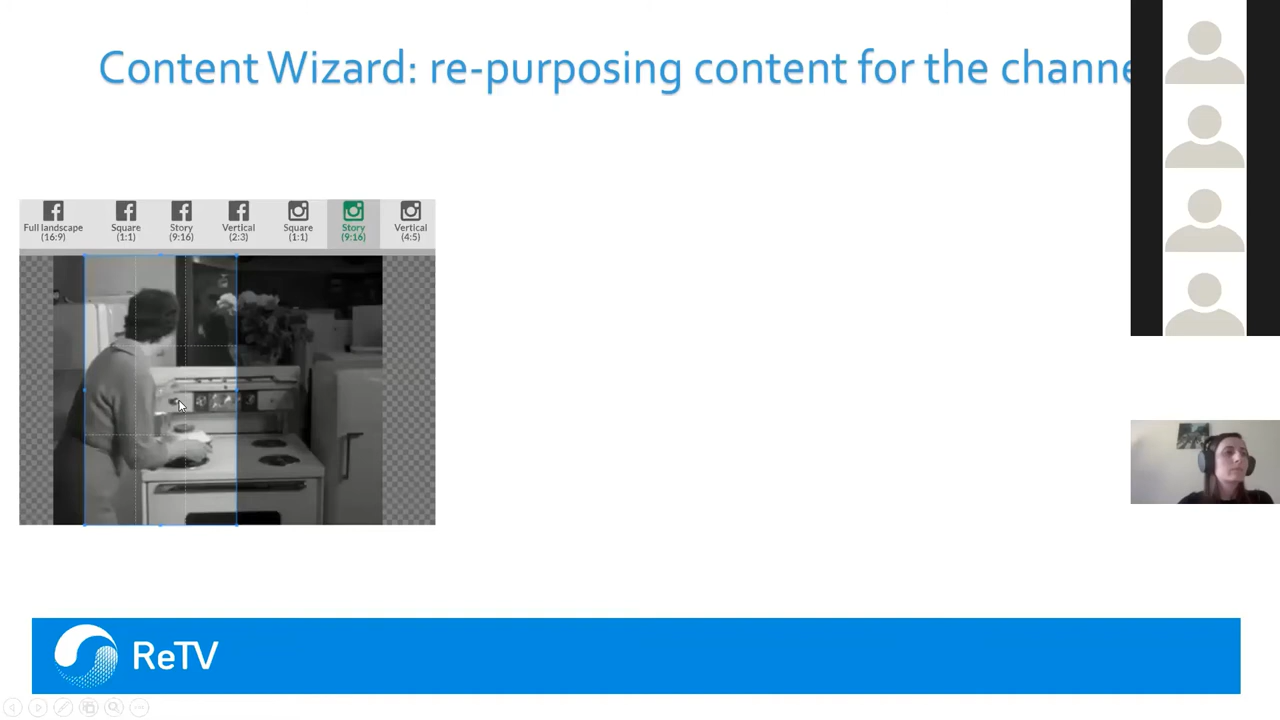 Content Wizard: re-purposing content for the channe
Full landscape (16:9)
Square (1:1)
Story (9:16)
Vertical (2:3)
Square (1:1)
Story (9:16)
Vertical (4:5)
ReTV